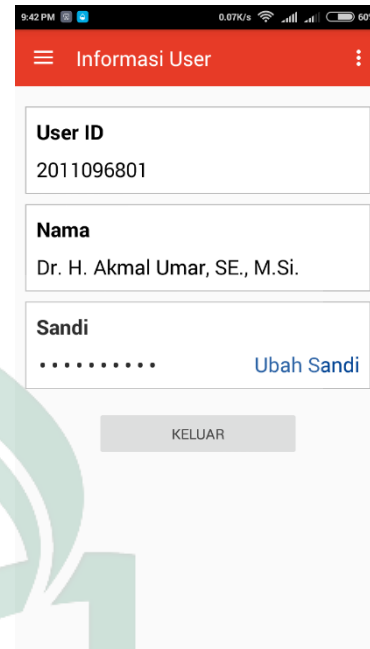 9:42 PM 0.07K/s 60%
Informasi User
User ID
2011096801
Nama
Dr. H. Akmal Umar, SE., M.Si.
Sandi
•••••••••• Ubah Sandi
KELUAR